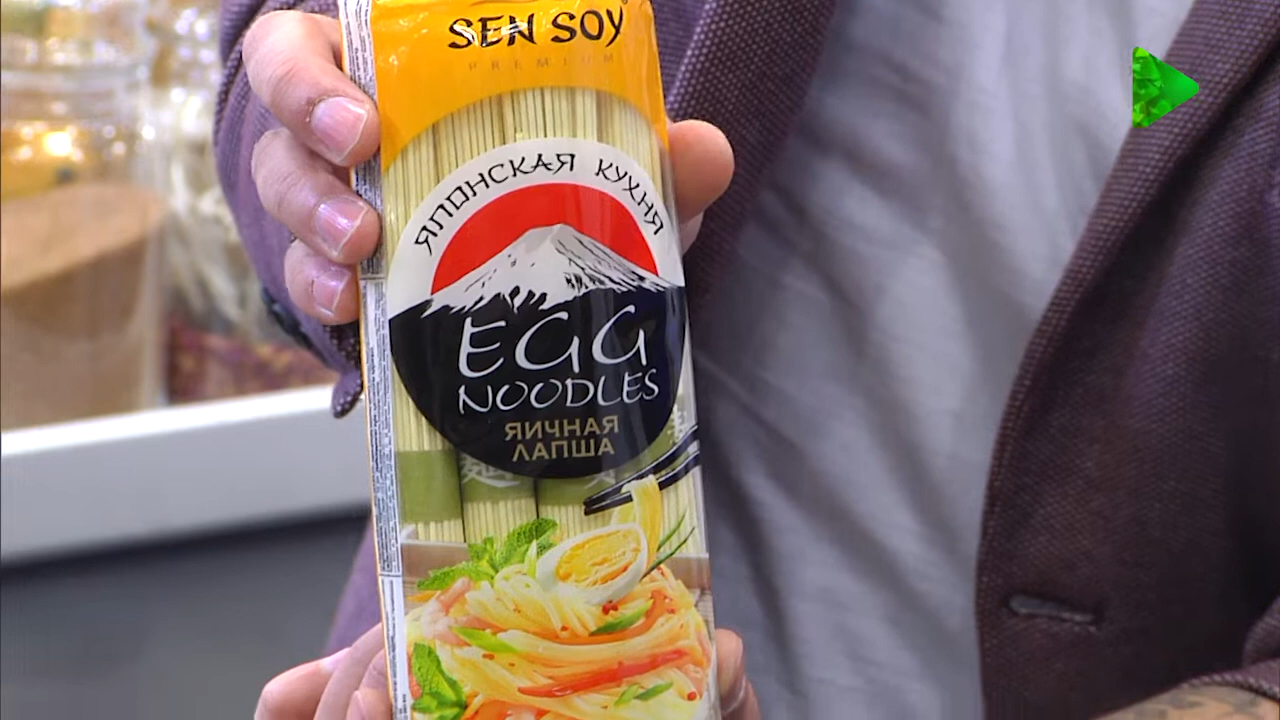 SEN SOY
PREMIUM
ЯПОНСКАЯ КУХНЯ
EGG
NOODLES
ЯИЧНАЯ
ЛАПША